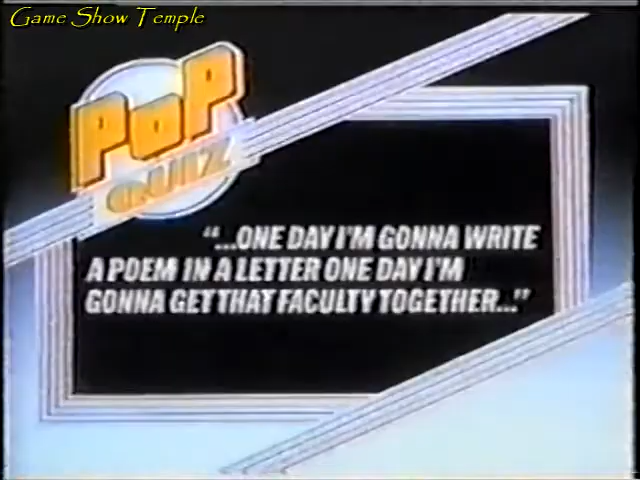 Game Show Temple
POP
QUIZ
"...ONE DAY I'M GONNA WRITE
A POEM IN A LETTER ONE DAY I'M
GONNA GET THAT FACULTY TOGETHER..."